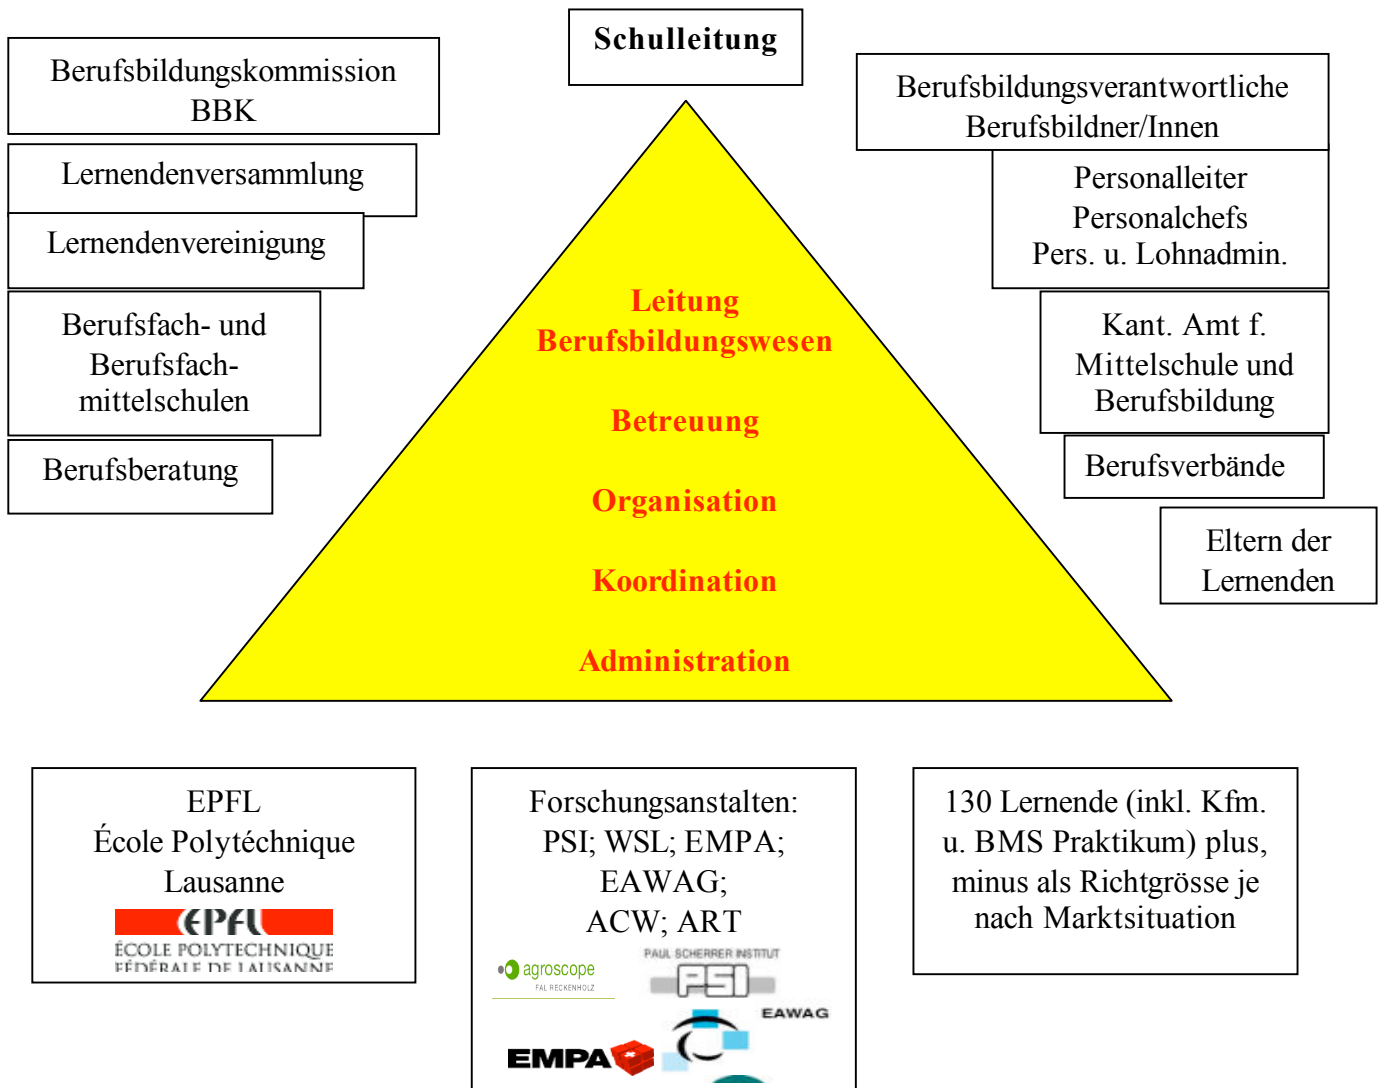 Schulleitung
Berufsbildungskommission
BBK
Lernendenversammlung
Lernendenvereinigung
Berufsfach- und
Berufsfach-
mittelschulen
Berufsberatung
Berufsbildungsverantwortliche
Berufsbildner/Innen
Personalleiter
Personalchefs
Pers. u. Lohnadmin.
Kant. Amt f.
Mittelschule und
Berufsbildung
Berufsverbände
Eltern der
Lernenden
Leitung
Berufsbildungswesen
Betreuung
Organisation
Koordination
Administration
EPFL
École Polytéchnique
Lausanne
EPFL
ÉCOLE POLYTECHNIQUE
FÉDÉRALE DE LAUSANNE
Forschungsanstalten:
PSI; WSL; EMPA;
EAWAG;
ACW; ART
agroscope
FAL RECKENHOLZ
PAUL SCHERRER INSTITUT
PSI
EAWAG
EMPA
130 Lernende (inkl. Kfm.
u. BMS Praktikum) plus,
minus als Richtgrösse je
nach Marktsituation